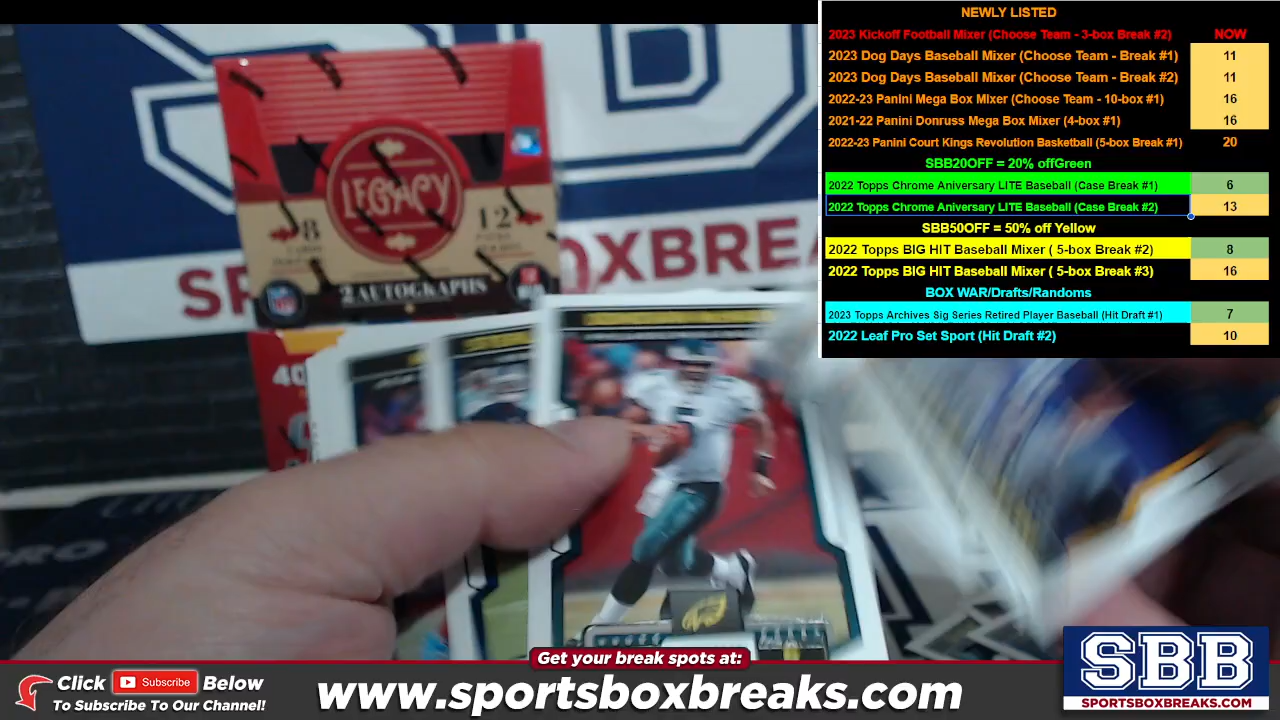 NEWLY LISTED
2023 Kickoff Football Mixer (Choose Team - 3-box Break #2) NOW
2023 Dog Days Baseball Mixer (Choose Team - Break #1) 11
2023 Dog Days Baseball Mixer (Choose Team - Break #2) 11
2022-23 Panini Mega Box Mixer (Choose Team - 10-box #1) 16
2021-22 Panini Donruss Mega Box Mixer (4-box #1) 16
2022-23 Panini Court Kings Revolution Basketball (5-box Break #1) 20
SBB20OFF = 20% offGreen
2022 Topps Chrome Aniversary LITE Baseball (Case Break #1) 6
2022 Topps Chrome Aniversary LITE Baseball (Case Break #2) 13
SBB50OFF = 50% off Yellow
2022 Topps BIG HIT Baseball Mixer ( 5-box Break #2) 8
2022 Topps BIG HIT Baseball Mixer ( 5-box Break #3) 16
BOX WAR/Drafts/Randoms
2023 Topps Archives Sig Series Retired Player Baseball (Hit Draft #1) 7
2022 Leaf Pro Set Sport (Hit Draft #2) 10
LEGACY
8 12
2 AUTOGRAPHS
SP
BOXBREA
40
Get your break spots at:
Click Subscribe Below
To Subscribe To Our Channel!
www.sportsboxbreaks.com
SBB
SPORTSBOXBREAKS.COM